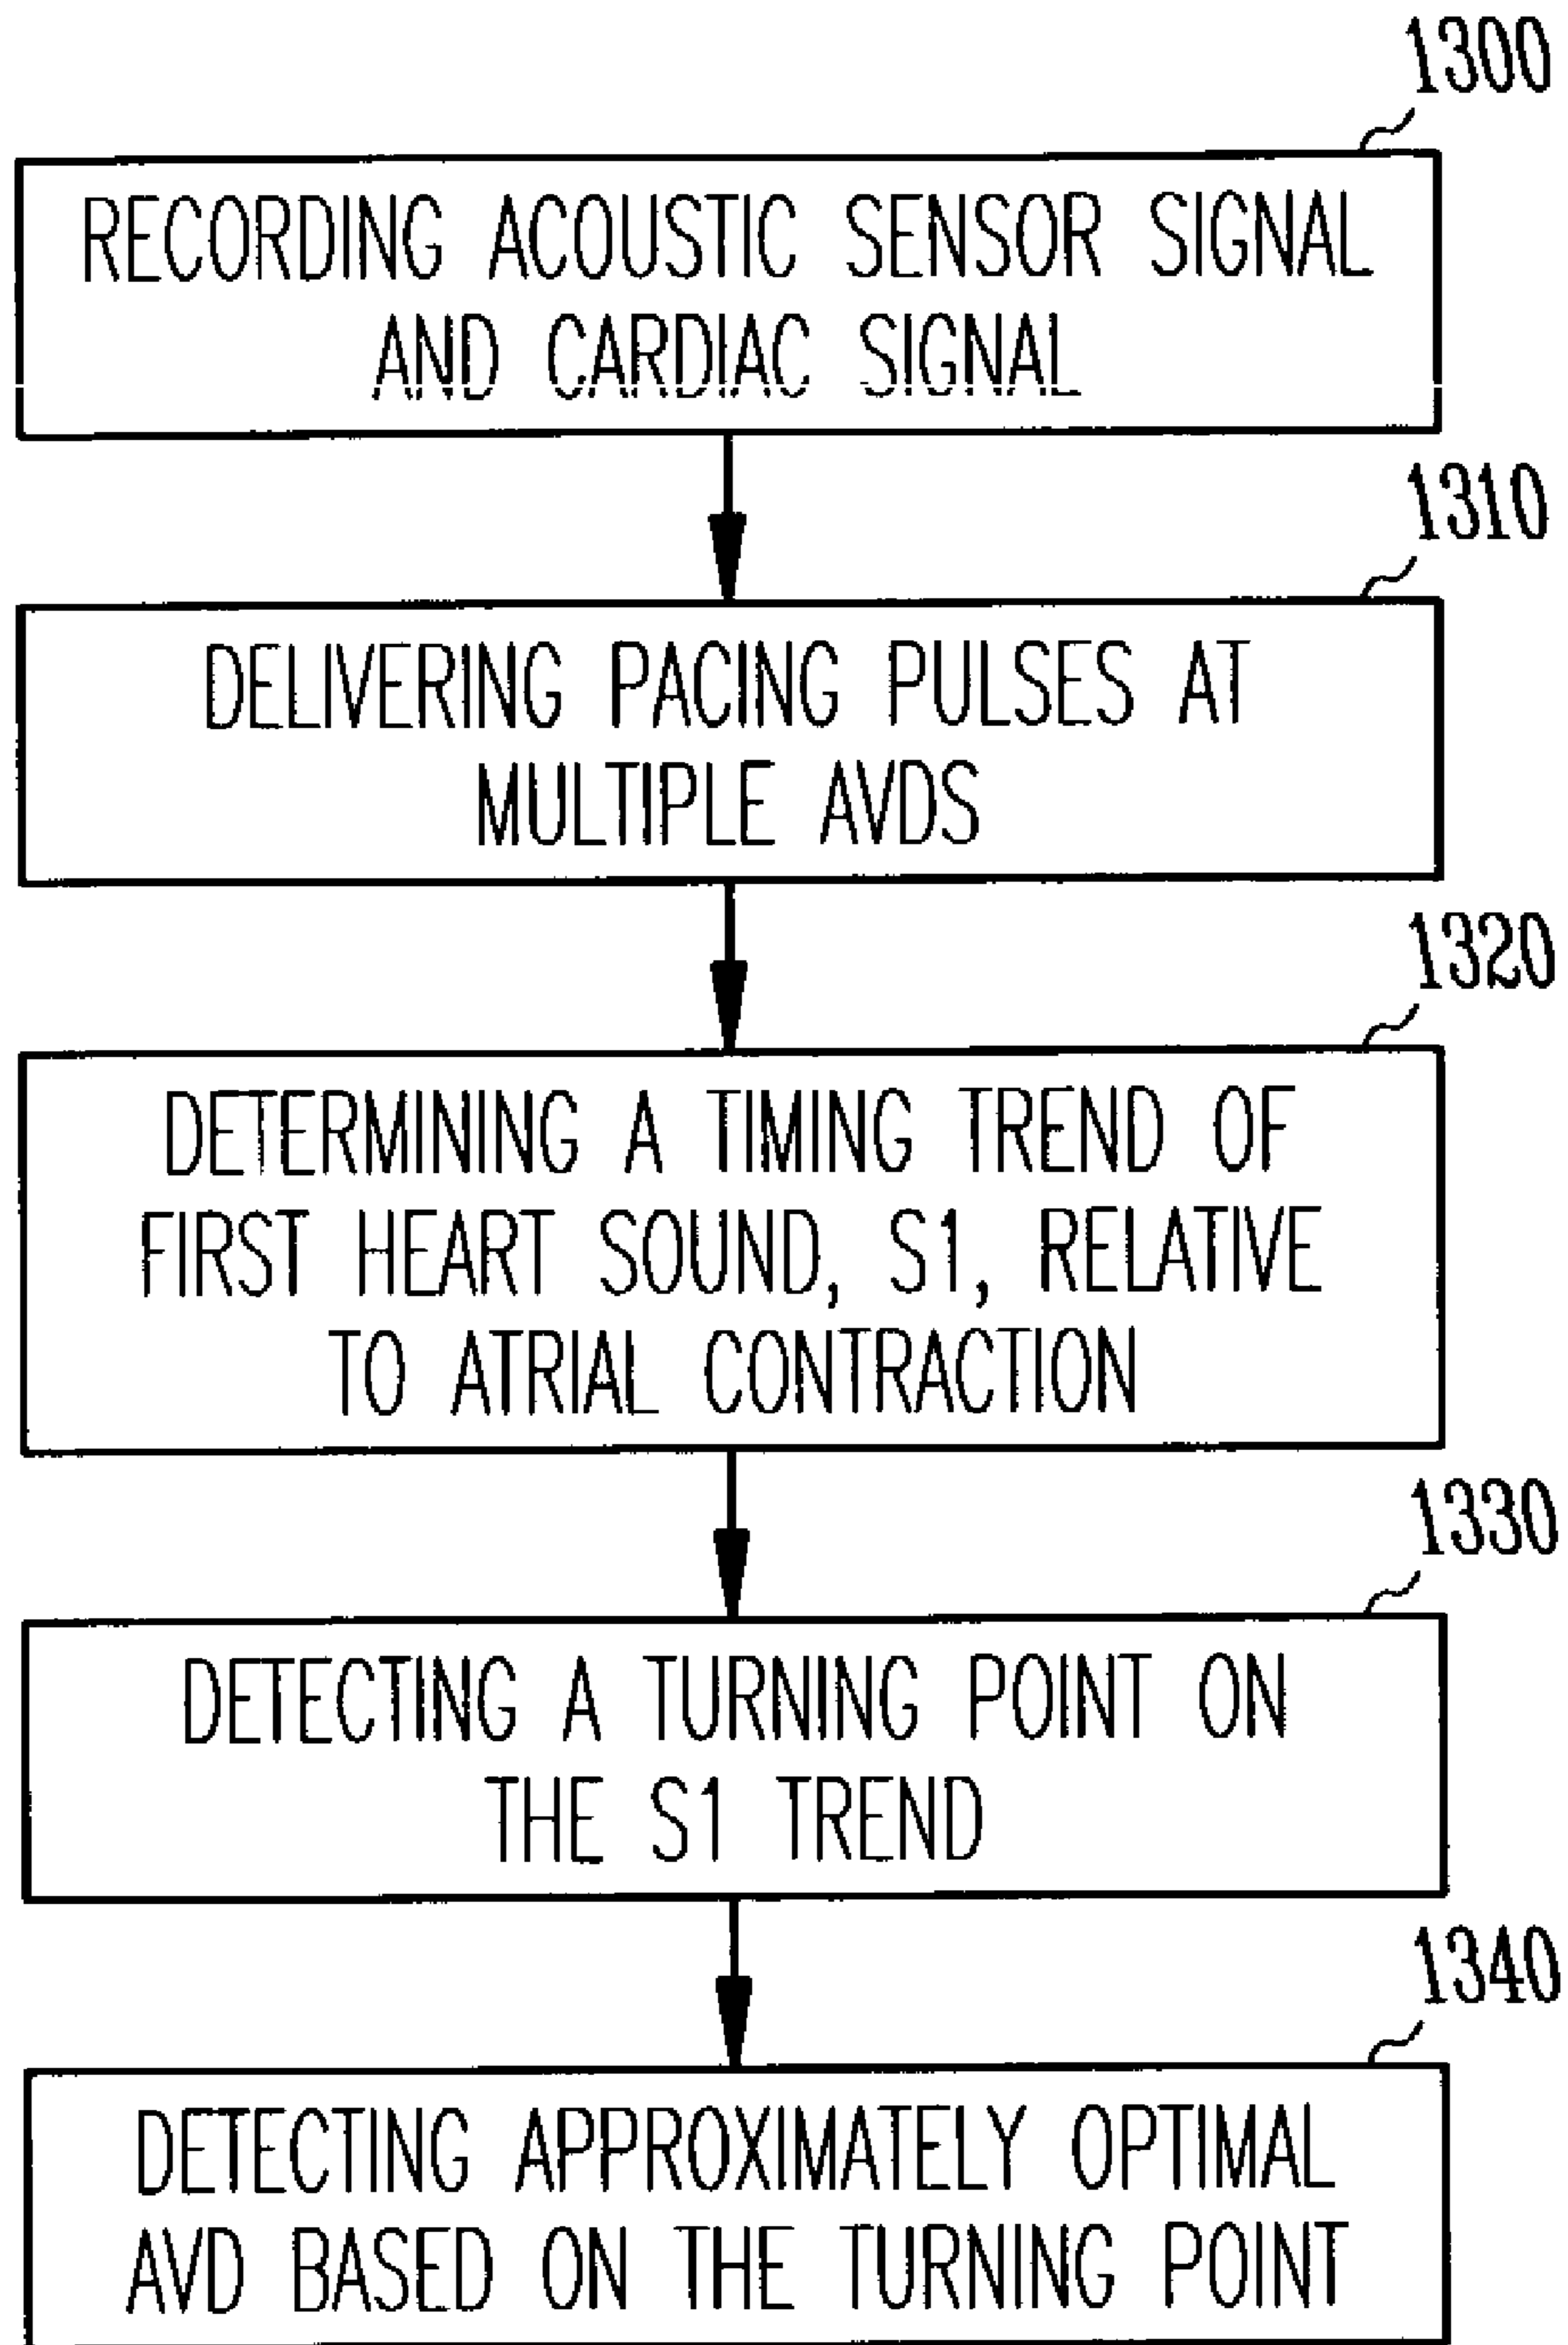 1300
RECORDING ACOUSTIC SENSOR SIGNAL
AND CARDIAC SIGNAL
1310
DELIVERING PACING PULSES AT
MULTIPLE AVDS
1320
DETERMINING A TIMING TREND OF
FIRST HEART SOUND, S1, RELATIVE
TO ATRIAL CONTRACTION
1330
DETECTING A TURNING POINT ON
THE S1 TREND
1340
DETECTING APPROXIMATELY OPTIMAL
AVD BASED ON THE TURNING POINT